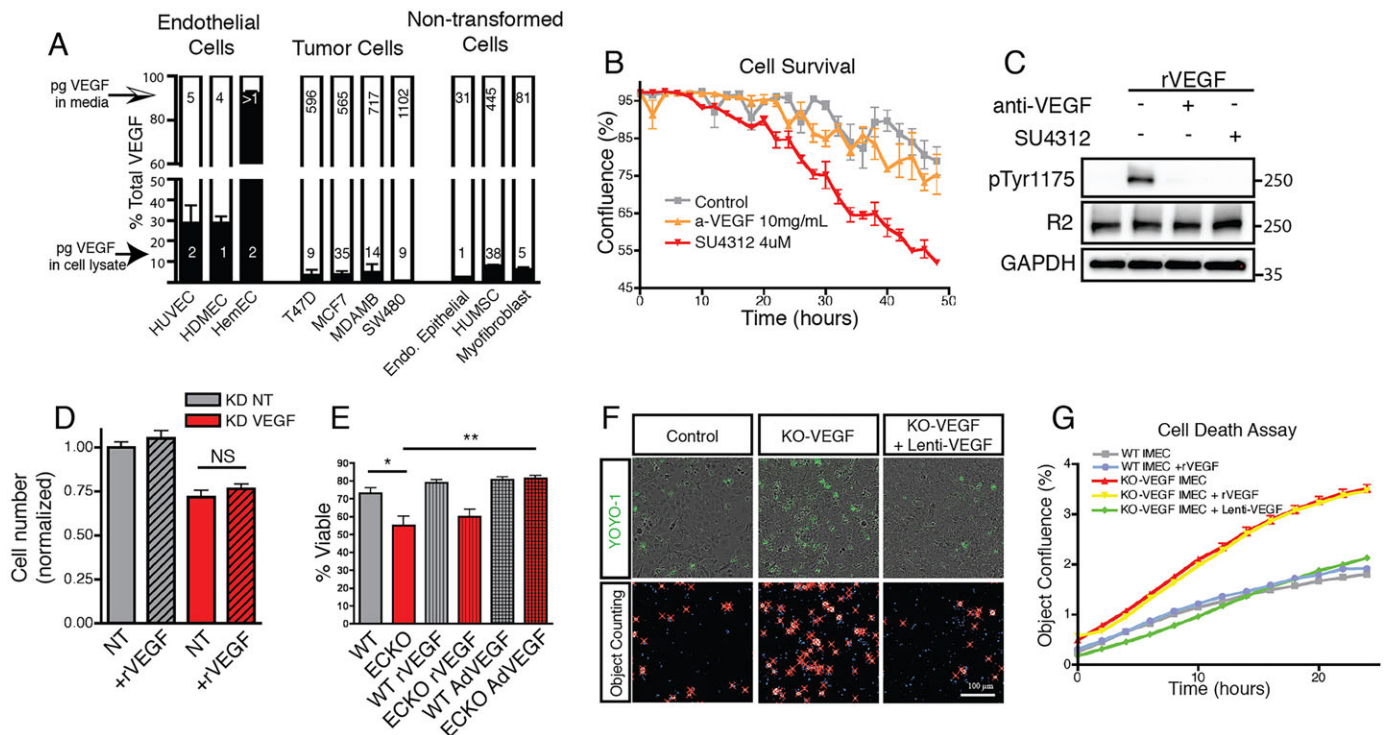 A
Endothelial Cells
Tumor Cells
Non-transformed Cells
pg VEGF in media
pg VEGF in cell lysate
% Total VEGF
100
80
60
50
40
30
20
10
5
4
>1
596
565
717
1102
31
445
81
2
1
2
9
35
14
9
1
38
5
HUVEC
HDMEC
HemEC
T47D
MCF7
MDAMB
SW480
Endo. Epithelial
HUMSC
Myofibroblast
B
Cell Survival
Confluence (%)
95
85
75
65
55
45
Control
a-VEGF 10mg/mL
SU4312 4uM
0 10 20 30 40 50
Time (hours)
C
rVEGF
anti-VEGF - - + -
SU4312 - - - +
pTyr1175
-250
R2
-250
GAPDH
-35
D
KD NT
KD VEGF
Cell number (normalized)
1.00
0.75
0.50
0.25
0.00
NS
NT
+rVEGF
NT
+rVEGF
E
% Viable
90
80
70
60
50
40
30
20
10
0
*
**
WT
ECKO
WT rVEGF
ECKO rVEGF
WT AdVEGF
ECKO AdVEGF
F
Control
KO-VEGF
KO-VEGF + Lenti-VEGF
YOYO-1
Object Counting
100 µm
G
Cell Death Assay
Object Confluence (%)
4
3
2
1
0
WT IMEC
WT IMEC +rVEGF
KO-VEGF IMEC
KO-VEGF IMEC + rVEGF
KO-VEGF IMEC + Lenti-VEGF
0 10 20
Time (hours)